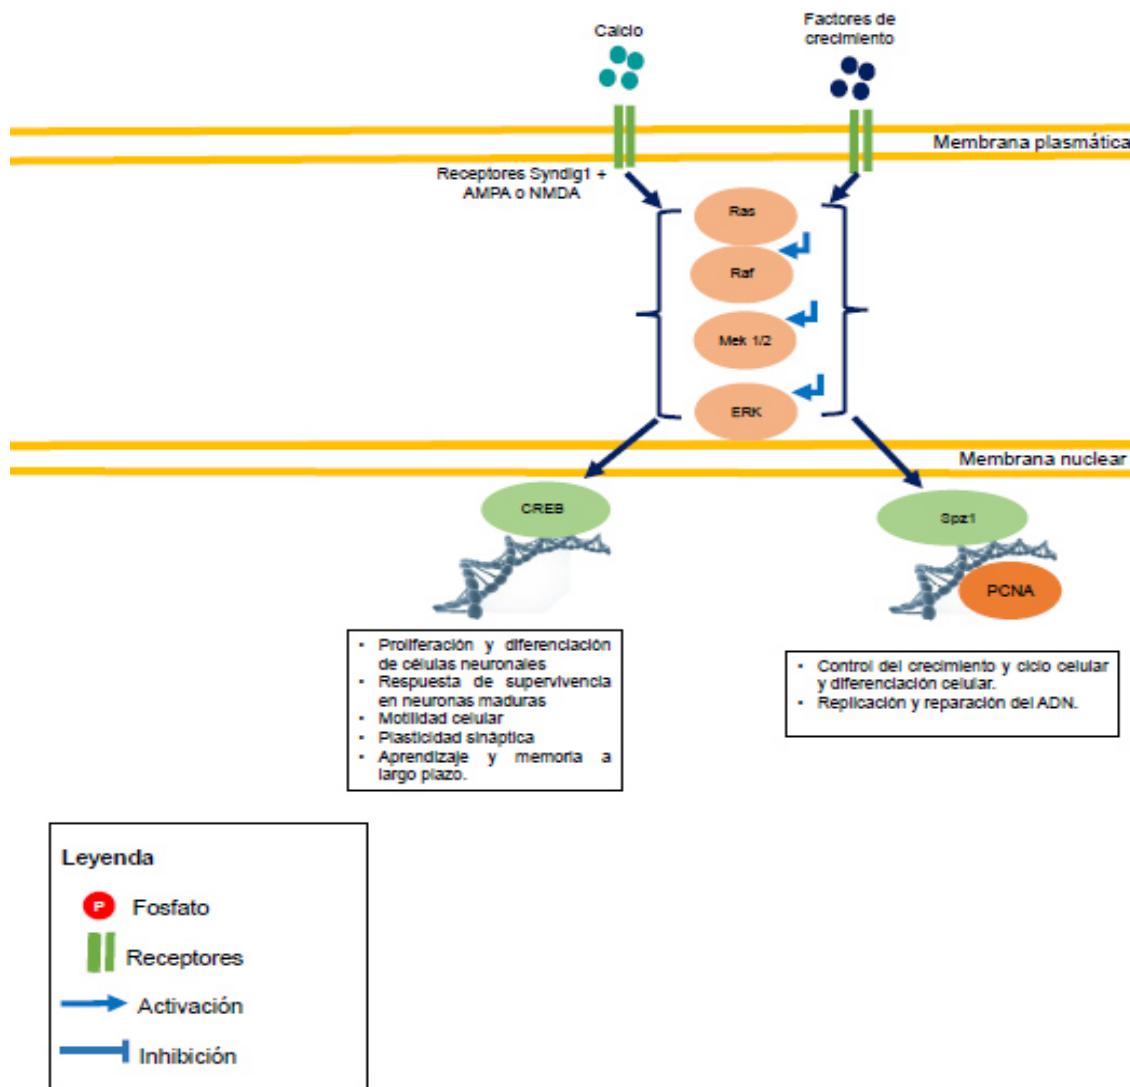 Calcio
Factores de
crecimiento
Membrana plasmática
Receptores Syndig1 +
AMPA o NMDA
Ras
Raf
Mek 1/2
ERK
Membrana nuclear
CREB
Spz1
PCNA
• Proliferación y diferenciación
de células neuronales
• Respuesta de supervivencia
en neuronas maduras
• Motilidad celular
• Plasticidad sináptica
• Aprendizaje y memoria a
largo plazo.
• Control del crecimiento y ciclo celular
y diferenciación celular.
• Replicación y reparación del ADN.
Leyenda
P Fosfato
Receptores
Activación
Inhibición